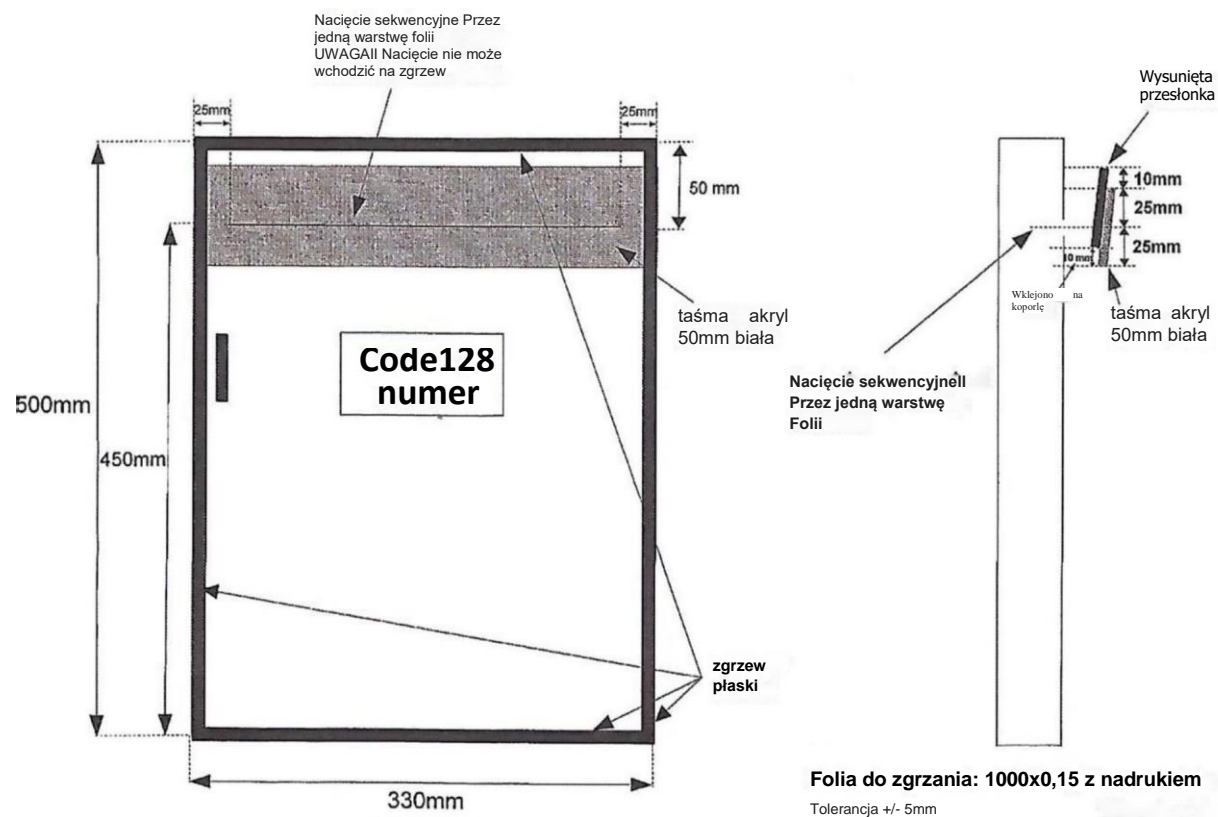 Nacięcie sekwencyjne Przez
jedną warstwę folii
UWAGAII Nacięcie nie może
wchodzić na zgrzew
25mm
25mm
50 mm
500mm
450mm
Code128
numer
taśma akryl
50mm biała
zgrzew
płaski
330mm
Wysunięta
przesłonka
10mm
25mm
25mm
10 mm
Wklejono na
koporlę
taśma akryl
50mm biała
Nacięcie sekwencyjneII
Przez jedną warstwę
Folii
Folia do zgrzania: 1000x0,15 z nadrukiem
Tolerancja +/- 5mm